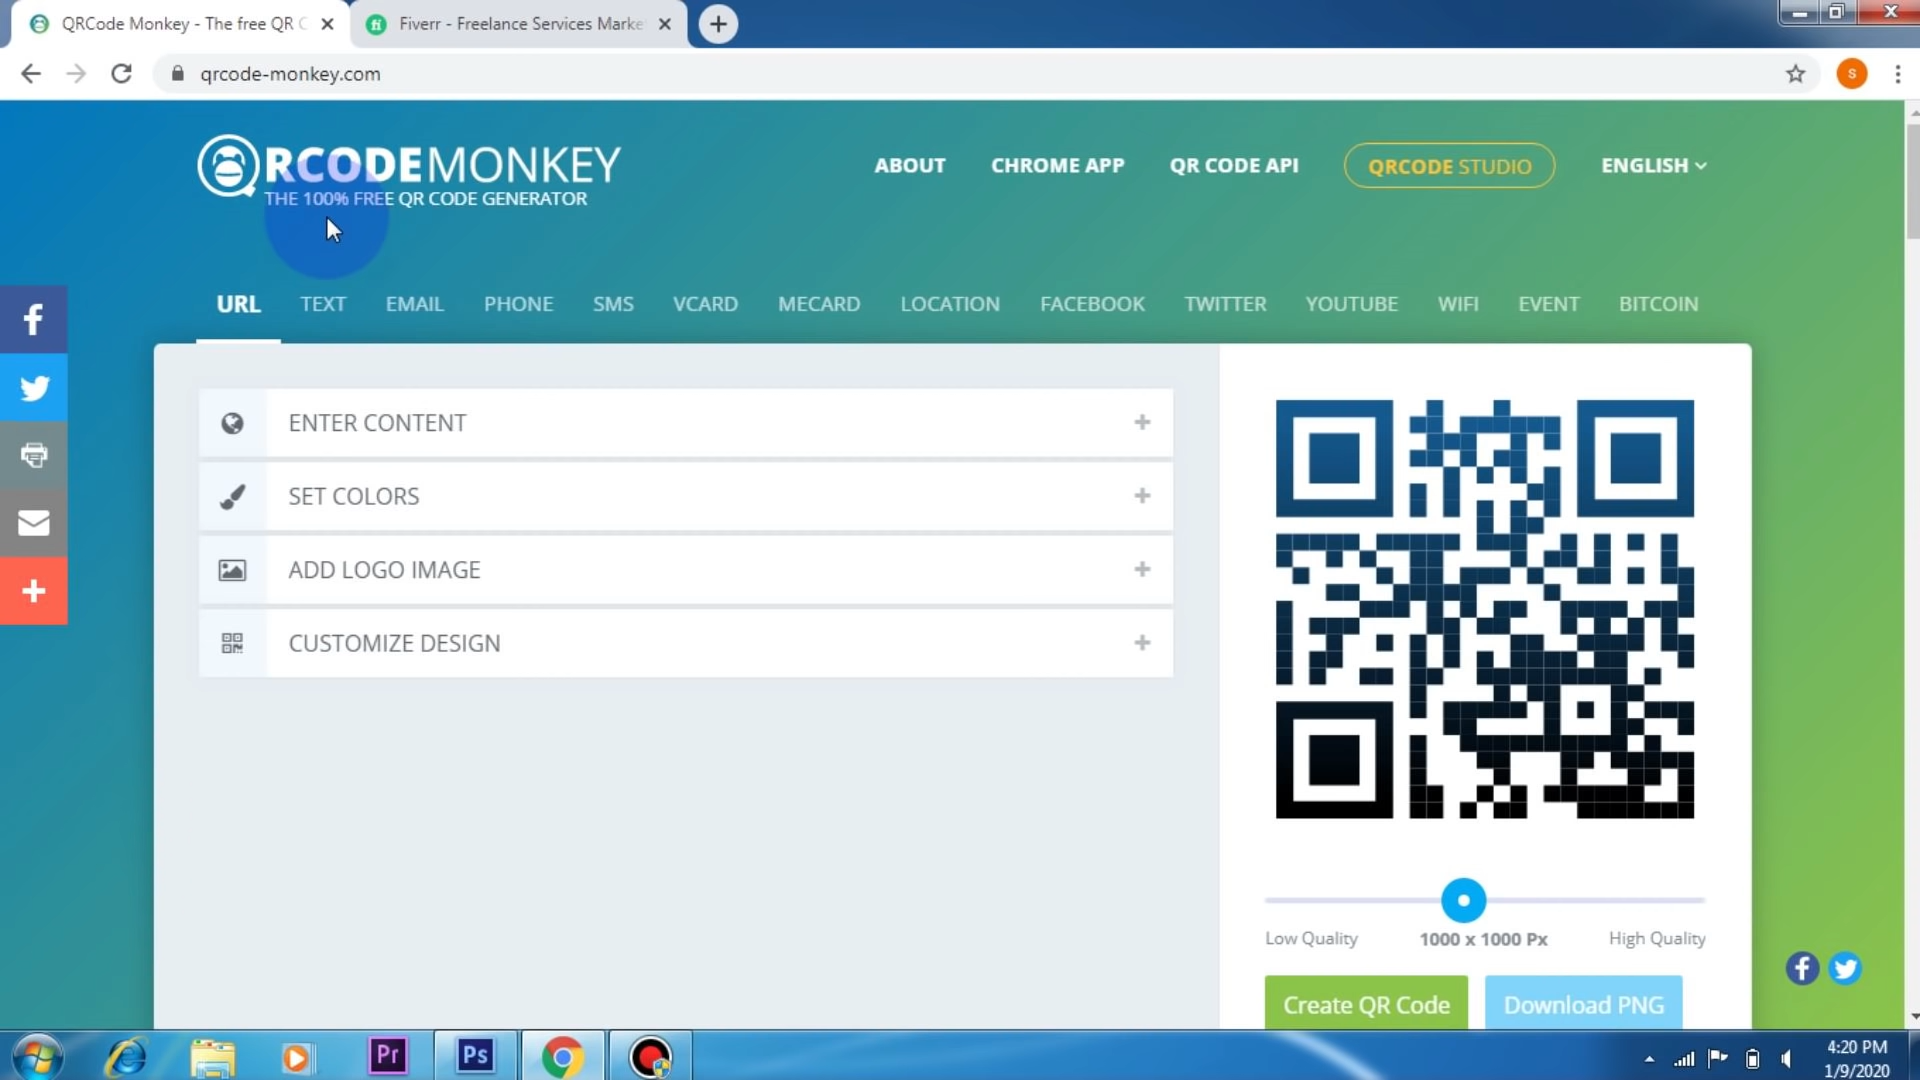 QRCode Monkey - The free QR C
Fiverr - Freelance Services Marke
qrcode-monkey.com
S
QRCODEMONKEY
THE 100% FREE QR CODE GENERATOR
ABOUT
CHROME APP
QR CODE API
QRCODE STUDIO
ENGLISH
URL
TEXT
EMAIL
PHONE
SMS
VCARD
MECARD
LOCATION
FACEBOOK
TWITTER
YOUTUBE
WIFI
EVENT
BITCOIN
ENTER CONTENT
SET COLORS
ADD LOGO IMAGE
CUSTOMIZE DESIGN
Low Quality
1000 x 1000 Px
High Quality
Create QR Code
Download PNG
Pr
Ps
4:20 PM
1/9/2020